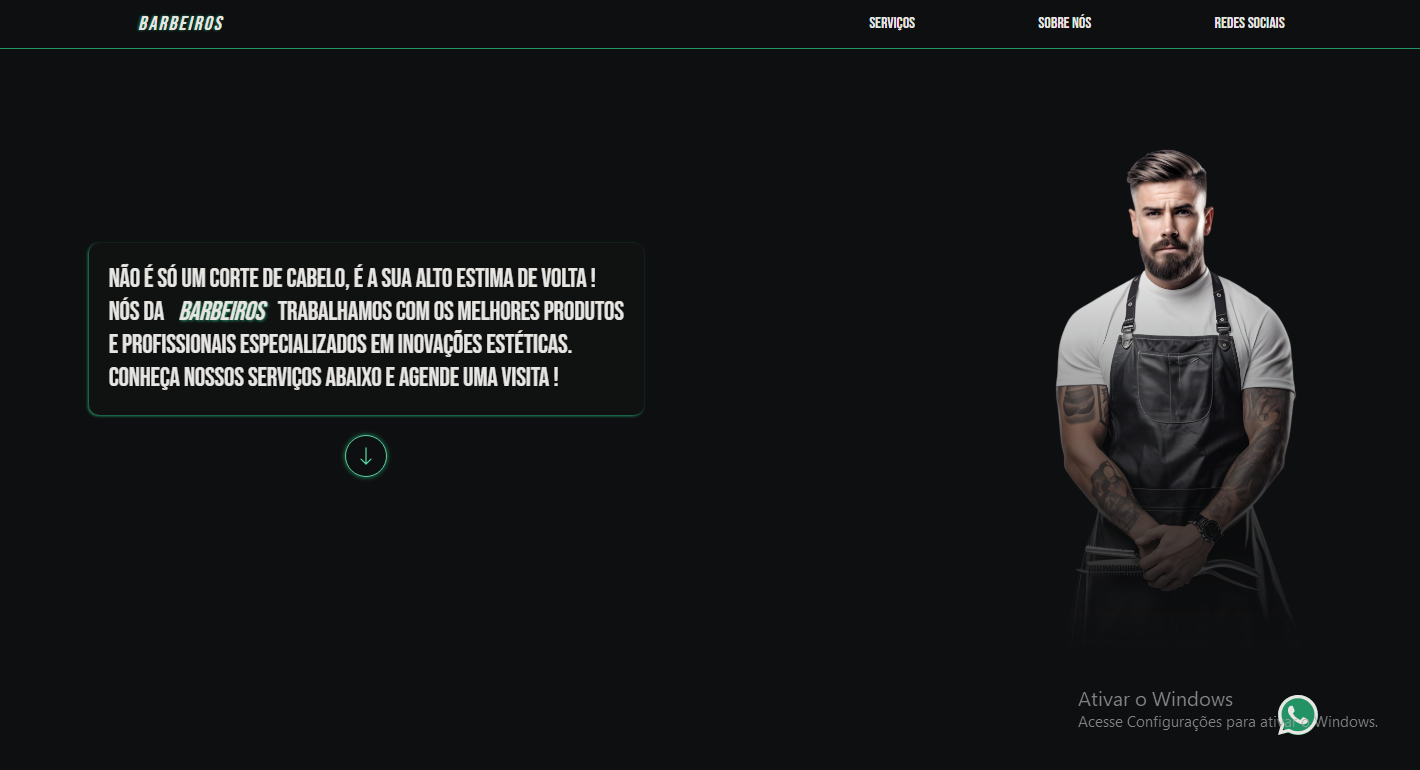 BARBEIROS
SERVIÇOS
SOBRE NÓS
REDES SOCIAIS
NÃO É SÓ UM CORTE DE CABELO, É A SUA ALTO ESTIMA DE VOLTA !
NÓS DA BARBEIROS TRABALHAMOS COM OS MELHORES PRODUTOS
E PROFISSIONAIS ESPECIALIZADOS EM INOVAÇÕES ESTÉTICAS.
CONHEÇA NOSSOS SERVIÇOS ABAIXO E AGENDE UMA VISITA !
Ativar o Windows
Acesse Configurações para ativar o Windows.